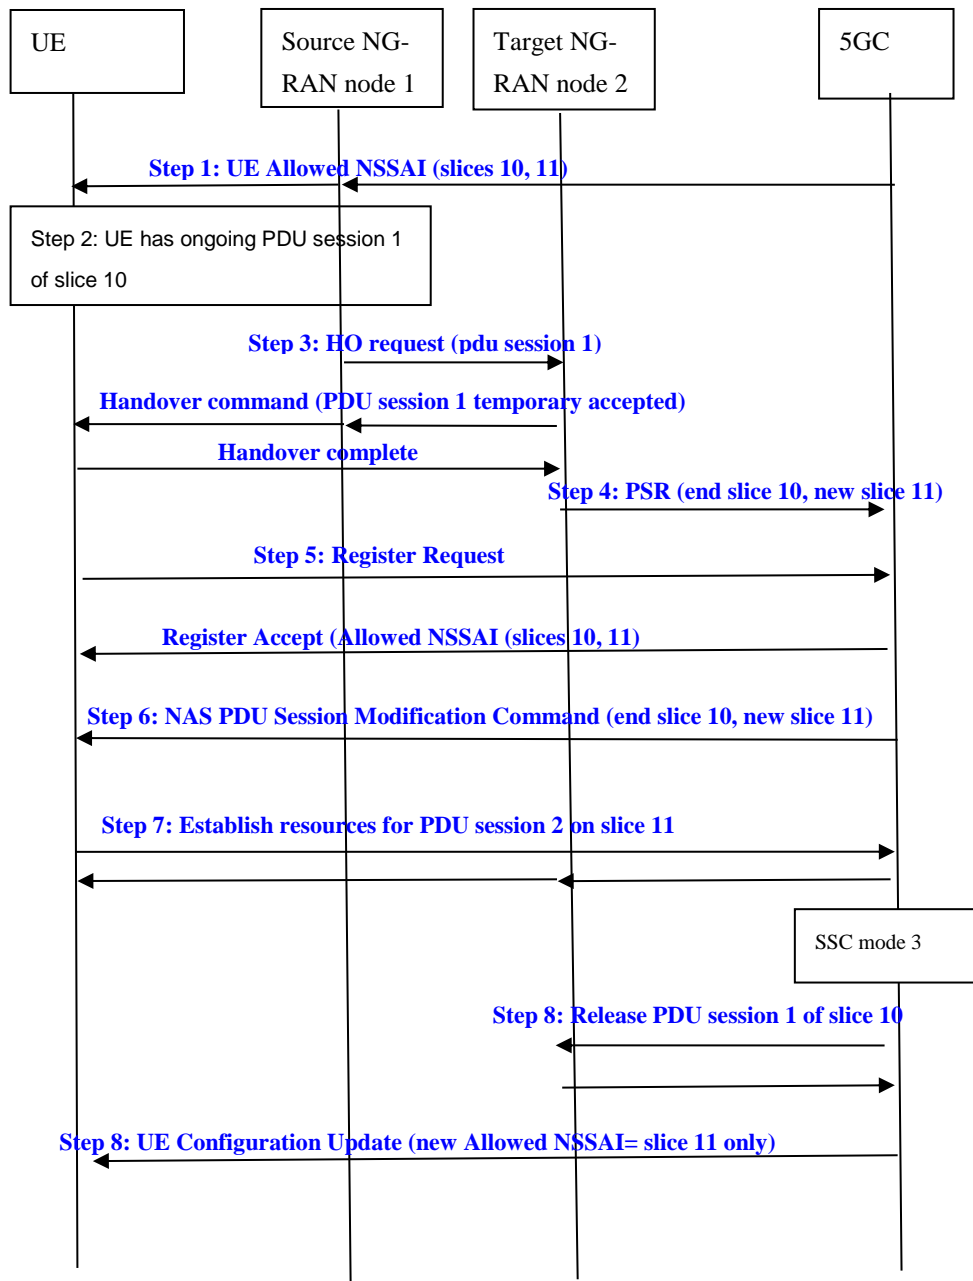 UE
Source NG-
RAN node 1
Target NG-
RAN node 2
5GC
Step 1: UE Allowed NSSAI (slices 10, 11)
Step 2: UE has ongoing PDU session 1
of slice 10
Step 3: HO request (pdu session 1)
Handover command (PDU session 1 temporary accepted)
Handover complete
Step 4: PSR (end slice 10, new slice 11)
Step 5: Register Request
Register Accept (Allowed NSSAI (slices 10, 11)
Step 6: NAS PDU Session Modification Command (end slice 10, new slice 11)
Step 7: Establish resources for PDU session 2 on slice 11
SSC mode 3
Step 8: Release PDU session 1 of slice 10
Step 8: UE Configuration Update (new Allowed NSSAI= slice 11 only)